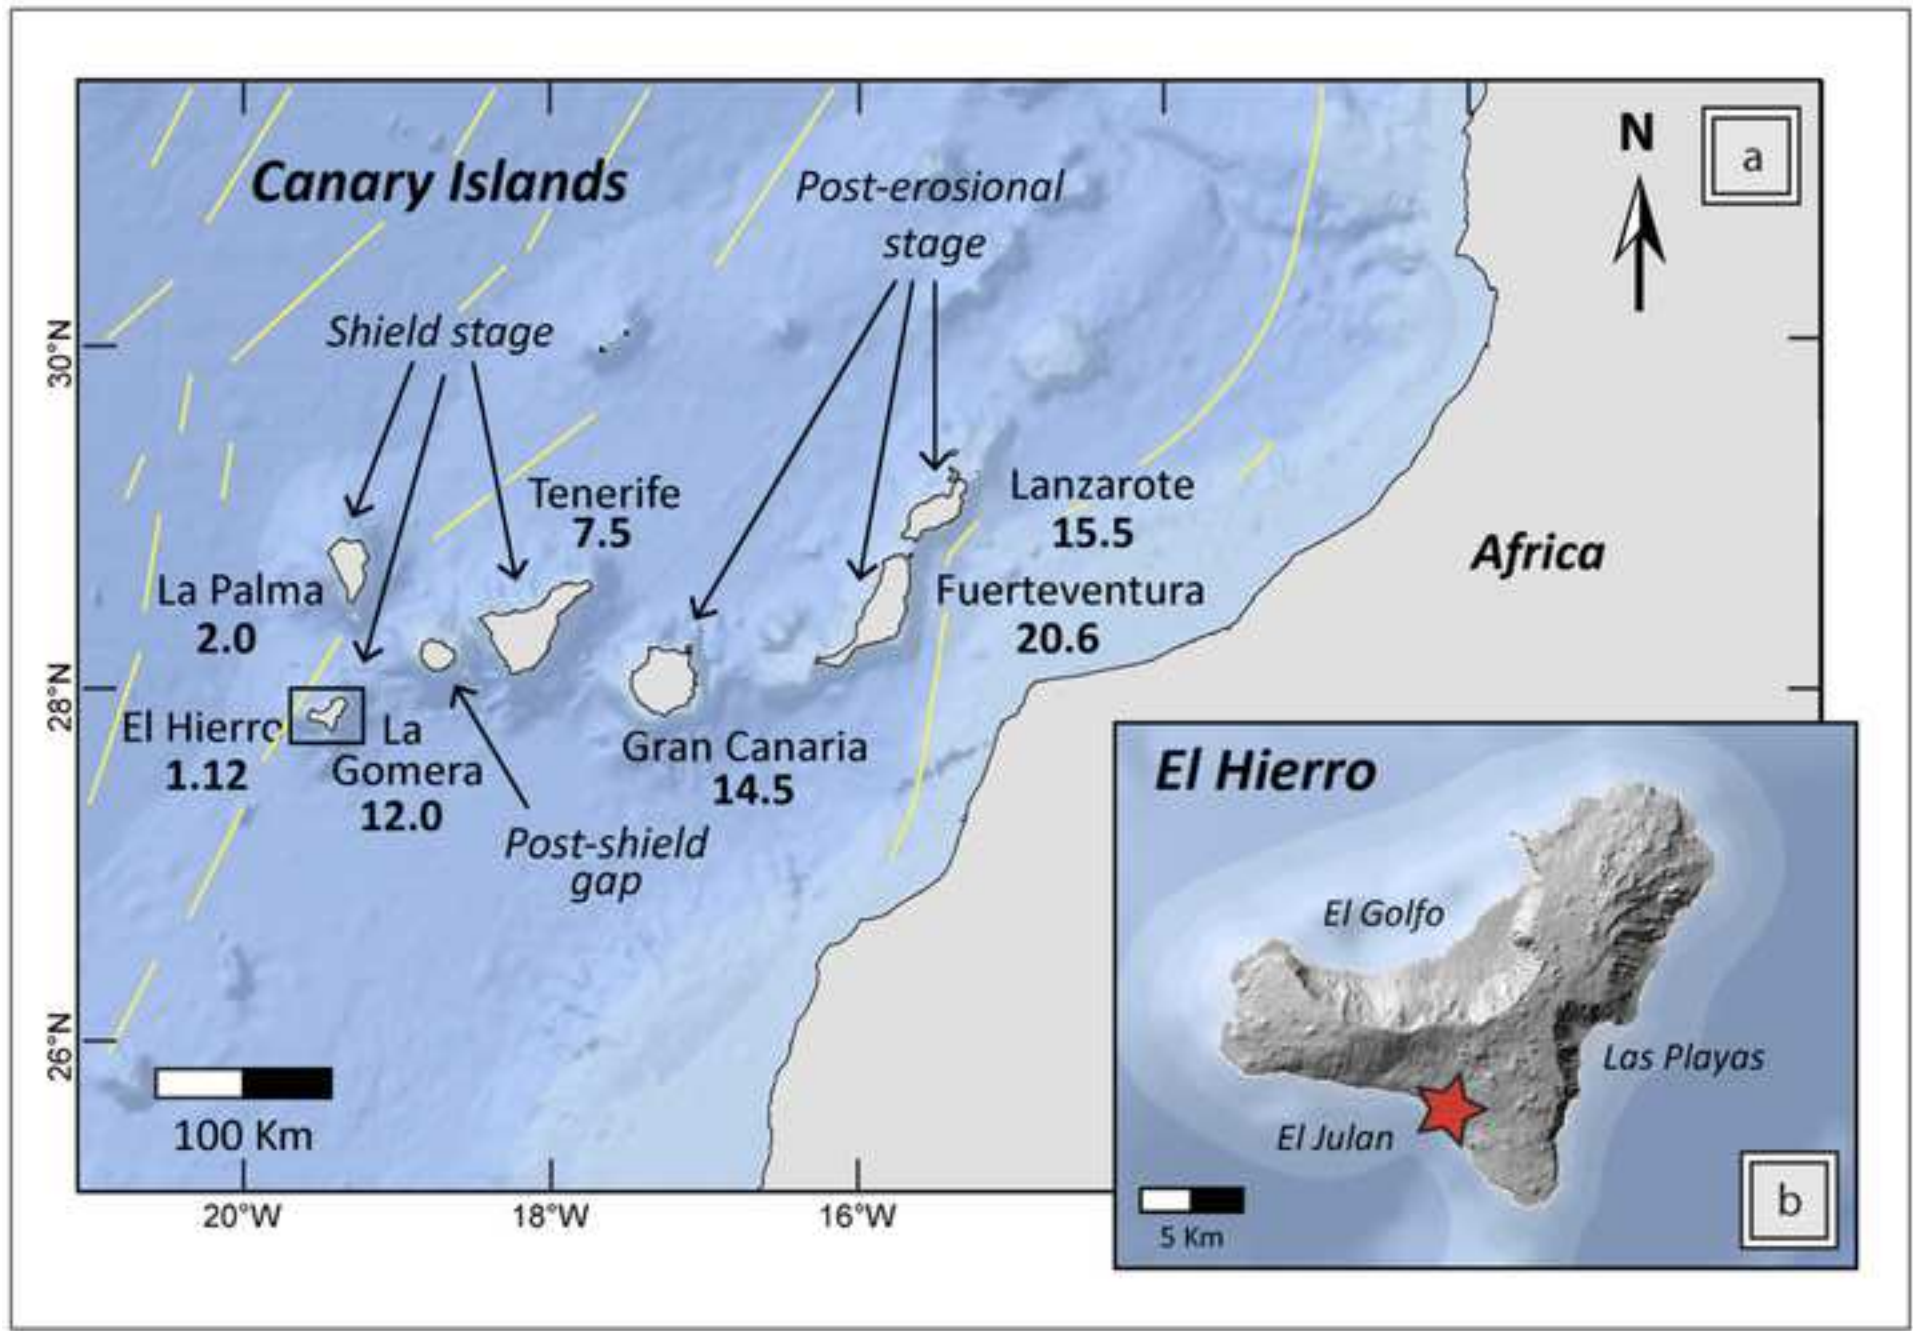 Canary Islands
Post-erosional
stage
N
a
Shield stage
30°N
Tenerife
7.5
Lanzarote
15.5
Africa
La Palma
2.0
Fuerteventura
20.6
28°N
El Hierro
1.12
La
Gomera
12.0
Gran Canaria
14.5
Post-shield
gap
26°N
100 Km
20°W
18°W
16°W
El Hierro
El Golfo
Las Playas
El Julan
5 Km
b